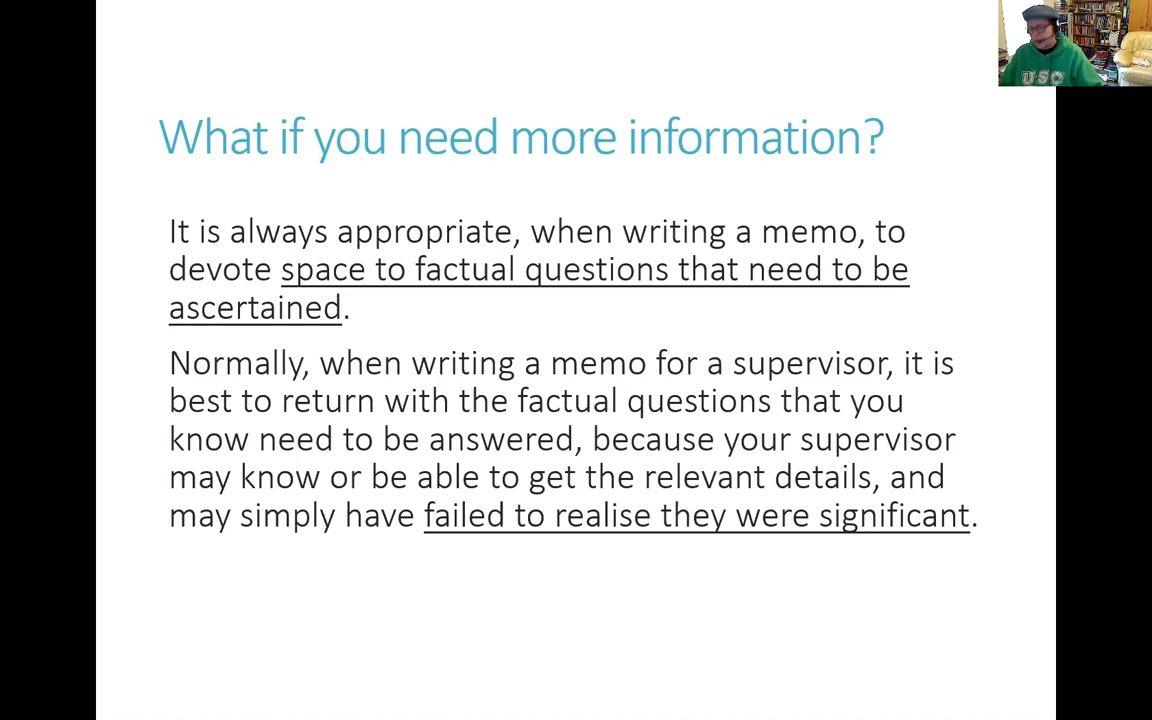 What if you need more information?
It is always appropriate, when writing a memo, to
devote space to factual questions that need to be
ascertained.
Normally, when writing a memo for a supervisor, it is
best to return with the factual questions that you
know need to be answered, because your supervisor
may know or be able to get the relevant details, and
may simply have failed to realise they were significant.
USC